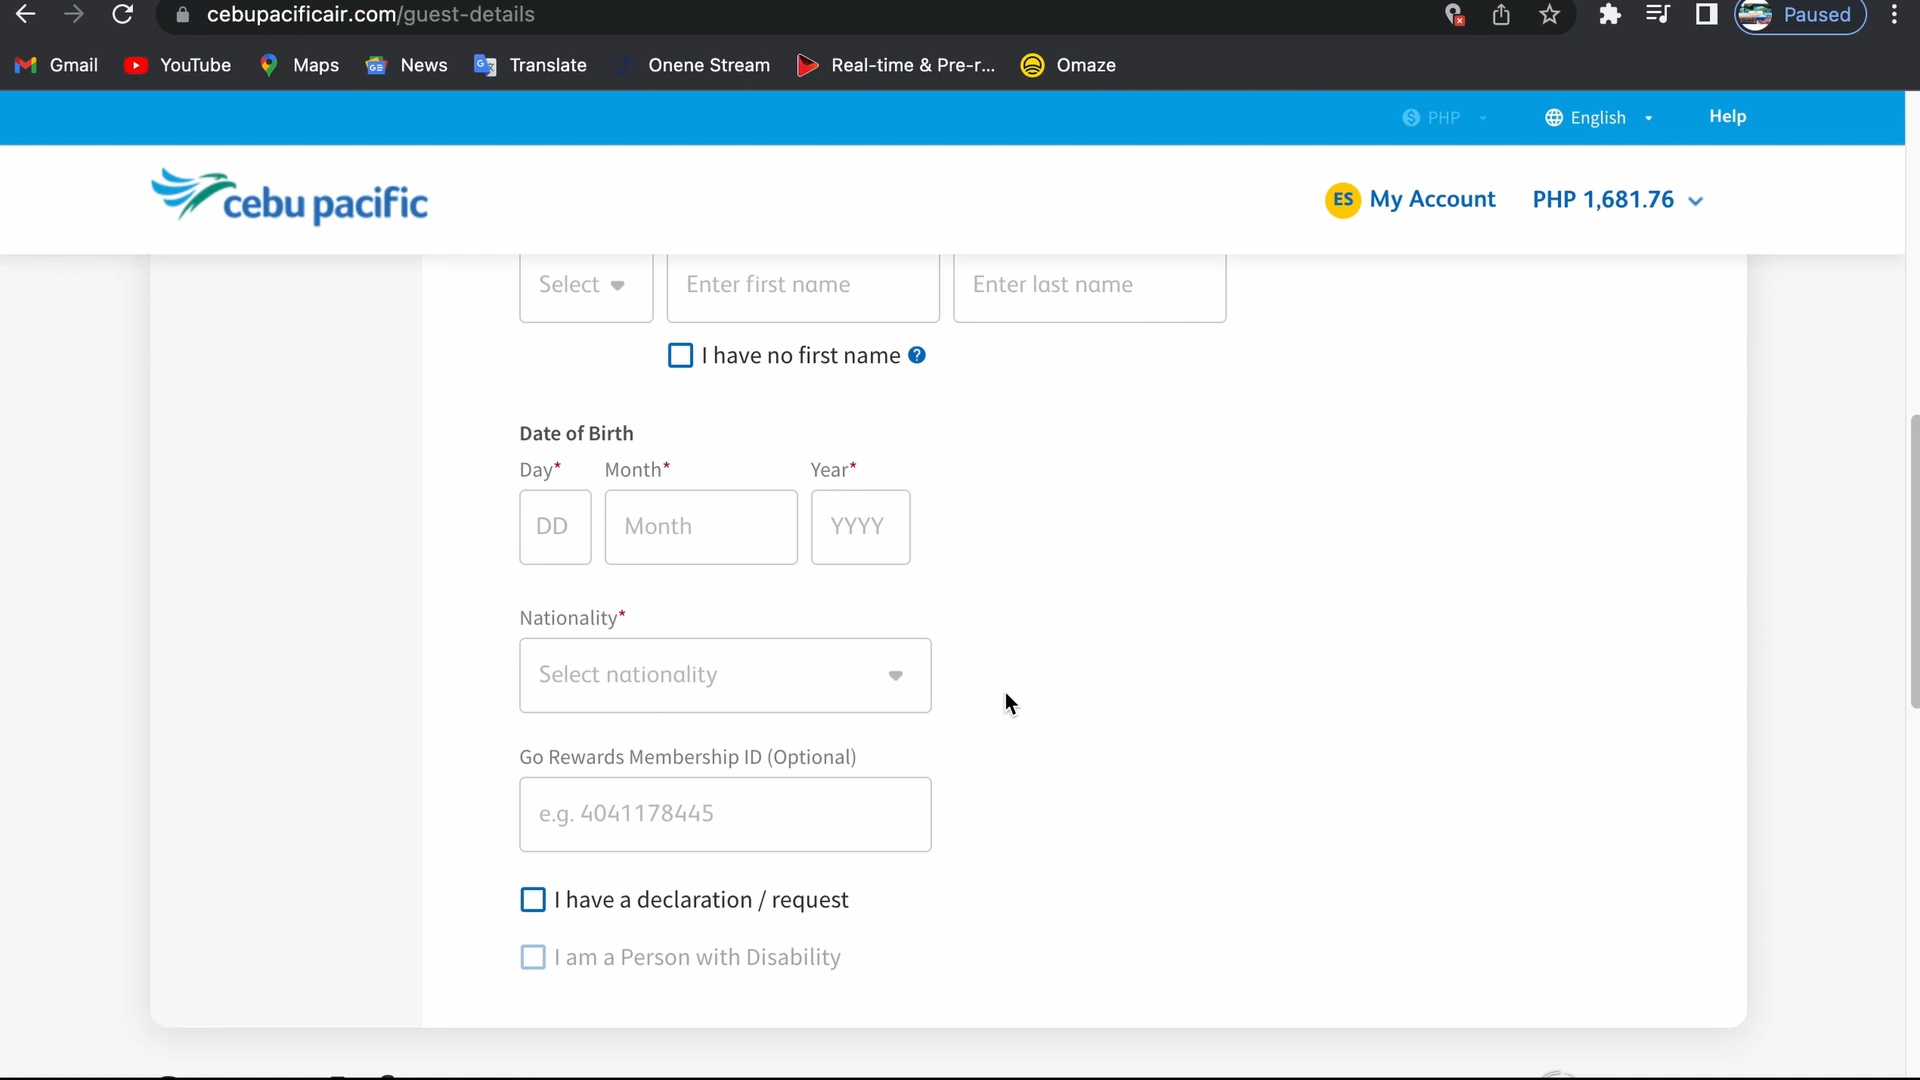 cebupacificair.com/guest-details
Paused
Gmail YouTube Maps News Translate Onene Stream Real-time & Pre-r... Omaze
PHP English Help
cebu pacific
ES My Account PHP 1,681.76
Select Enter first name Enter last name
I have no first name ?
Date of Birth
Day* Month* Year*
DD Month YYYY
Nationality*
Select nationality
Go Rewards Membership ID (Optional)
e.g. 4041178445
I have a declaration / request
I am a Person with Disability